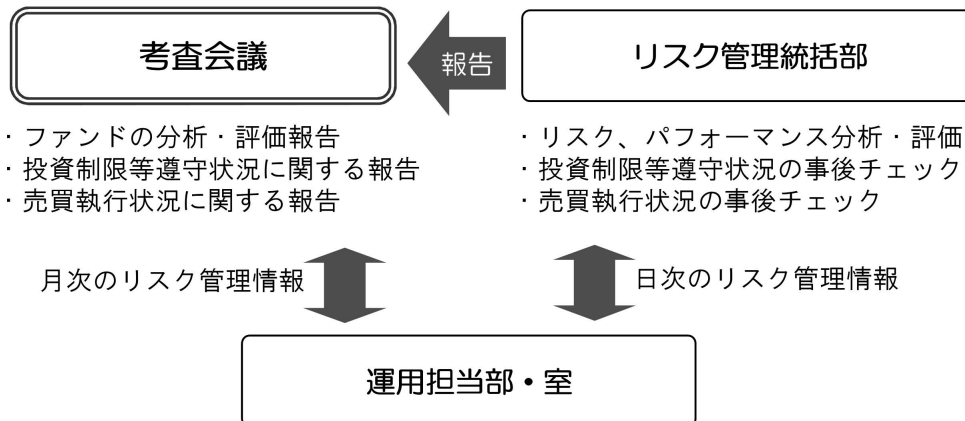 考査会議
報告
リスク管理統括部
・ファンドの分析・評価報告
・投資制限等遵守状況に関する報告
・売買執行状況に関する報告
・リスク、パフォーマンス分析・評価
・投資制限等遵守状況の事後チェック
・売買執行状況の事後チェック
月次のリスク管理情報
日次のリスク管理情報
運用担当部・室